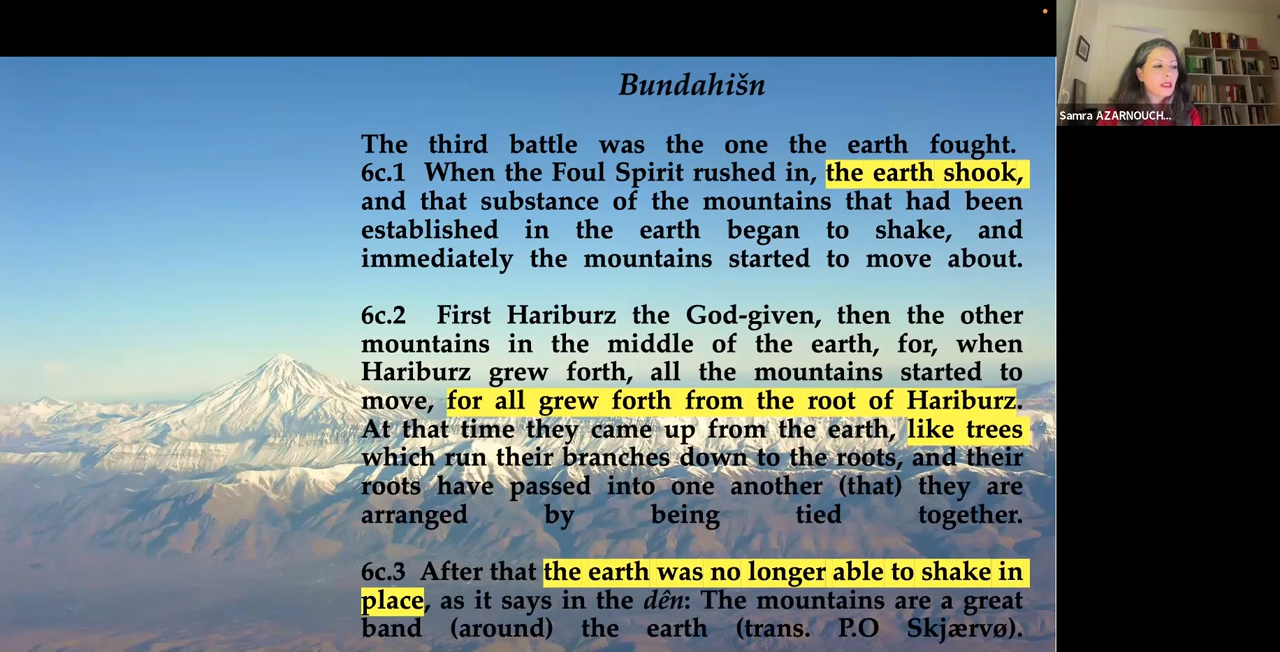 Bundahišn
The third battle was the one the earth fought.
6c.1 When the Foul Spirit rushed in, the earth shook,
and that substance of the mountains that had been
established in the earth began to shake, and
immediately the mountains started to move about.
6c.2 First Hariburz the God-given, then the other
mountains in the middle of the earth, for, when
Hariburz grew forth, all the mountains started to
move, for all grew forth from the root of Hariburz.
At that time they came up from the earth, like trees
which run their branches down to the roots, and their
roots have passed into one another (that) they are
arranged by being tied together.
6c.3 After that the earth was no longer able to shake in
place, as it says in the dên: The mountains are a great
band (around) the earth (trans. P.O Skjærvø).
Samra AZARNOUCH...